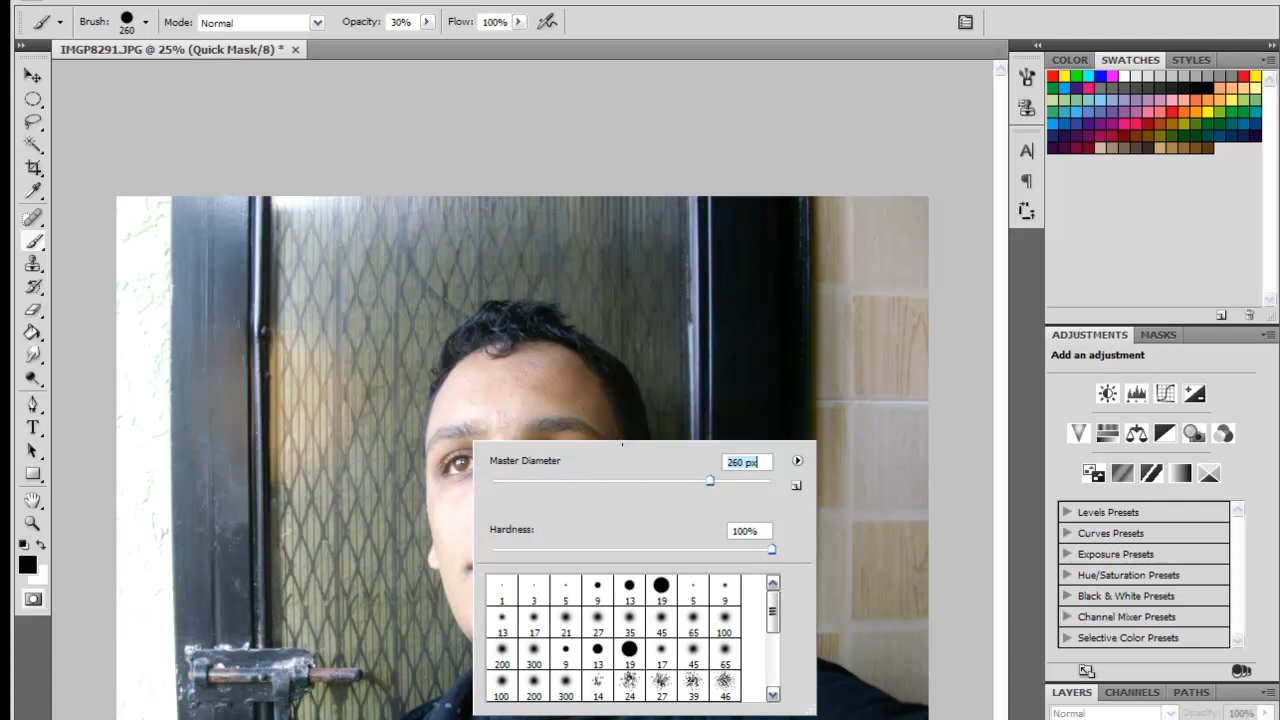 Brush: 260 Mode: Normal Opacity: 30% Flow: 100%
IMGP8291.JPG @ 25% (Quick Mask/8) *
COLOR SWATCHES STYLES
ADJUSTMENTS MASKS
Add an adjustment
Master Diameter 260 px
Hardness: 100%
1 3 5 9 13 19 5 9
13 17 21 27 35 45 65 100
200 300 9 13 19 17 45 65
100 200 300 14 24 27 39 46
Levels Presets
Curves Presets
Exposure Presets
Hue/Saturation Presets
Black & White Presets
Channel Mixer Presets
Selective Color Presets
LAYERS CHANNELS PATHS
Normal Opacity: 100%